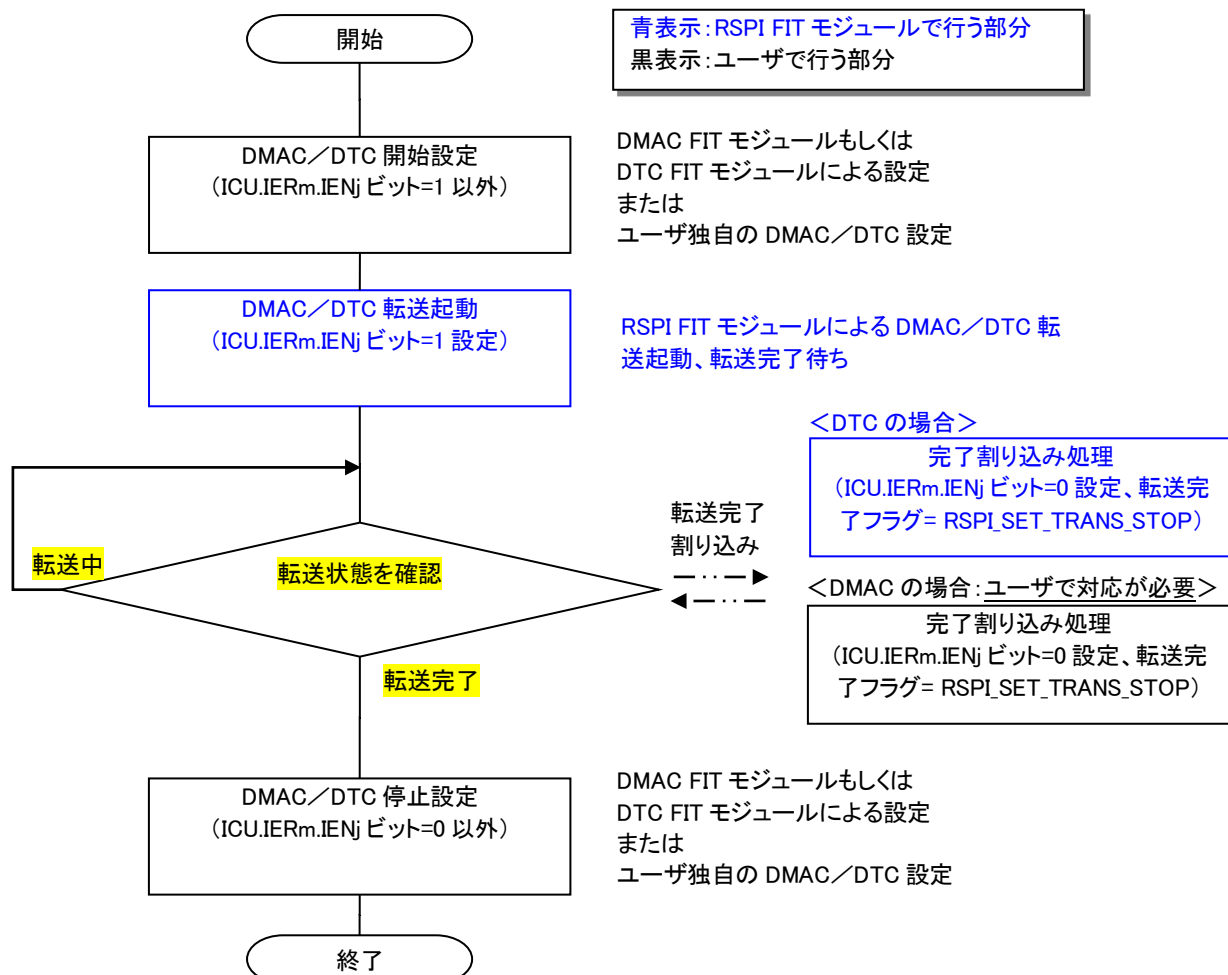 開始
青表示：RSPI FIT モジュールで行う部分
黒表示：ユーザで行う部分
DMAC／DTC 開始設定
（ICU.IERm.IENj ビット=1 以外）
DMAC FIT モジュールもしくは
DTC FIT モジュールによる設定
または
ユーザ独自の DMAC／DTC 設定
DMAC／DTC 転送起動
（ICU.IERm.IENj ビット=1 設定）
RSPI FIT モジュールによる DMAC／DTC 転
送起動、転送完了待ち
＜DTC の場合＞
完了割り込み処理
（ICU.IERm.IENj ビット=0 設定、転送完
了フラグ= RSPI_SET_TRANS_STOP）
転送完了
割り込み
転送中
転送状態を確認
＜DMAC の場合：ユーザで対応が必要＞
完了割り込み処理
（ICU.IERm.IENj ビット=0 設定、転送完
了フラグ= RSPI_SET_TRANS_STOP）
転送完了
DMAC／DTC 停止設定
（ICU.IERm.IENj ビット=0 以外）
DMAC FIT モジュールもしくは
DTC FIT モジュールによる設定
または
ユーザ独自の DMAC／DTC 設定
終了